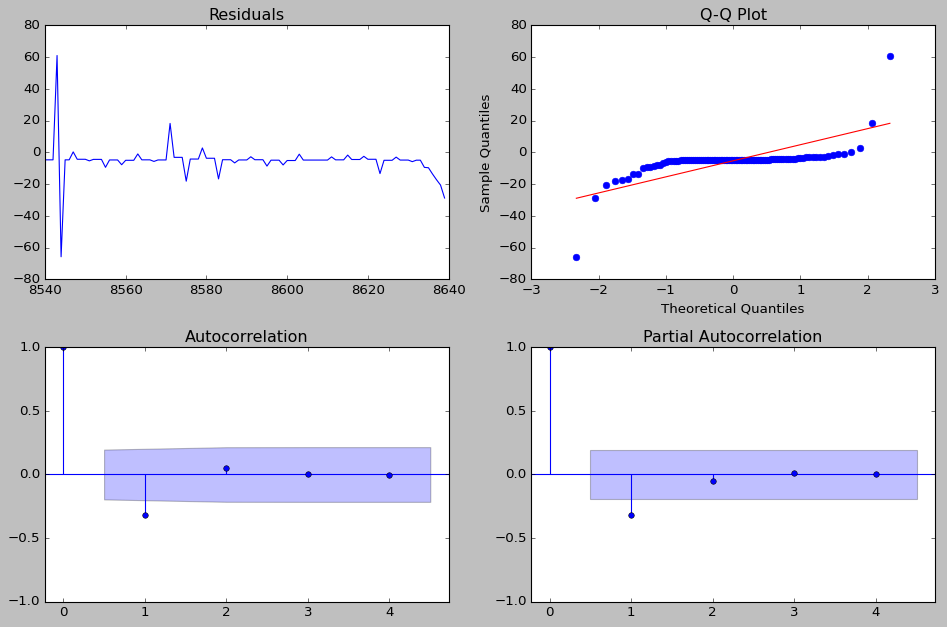 Residuals
80
60
40
20
0
−20
−40
−60
−80
8540 8560 8580 8600 8620 8640
Q-Q Plot
Sample Quantiles
80
60
40
20
0
−20
−40
−60
−80
−3 −2 −1 0 1 2 3
Theoretical Quantiles
Autocorrelation
1.0
0.5
0.0
−0.5
−1.0
0 1 2 3 4
Partial Autocorrelation
1.0
0.5
0.0
−0.5
−1.0
0 1 2 3 4